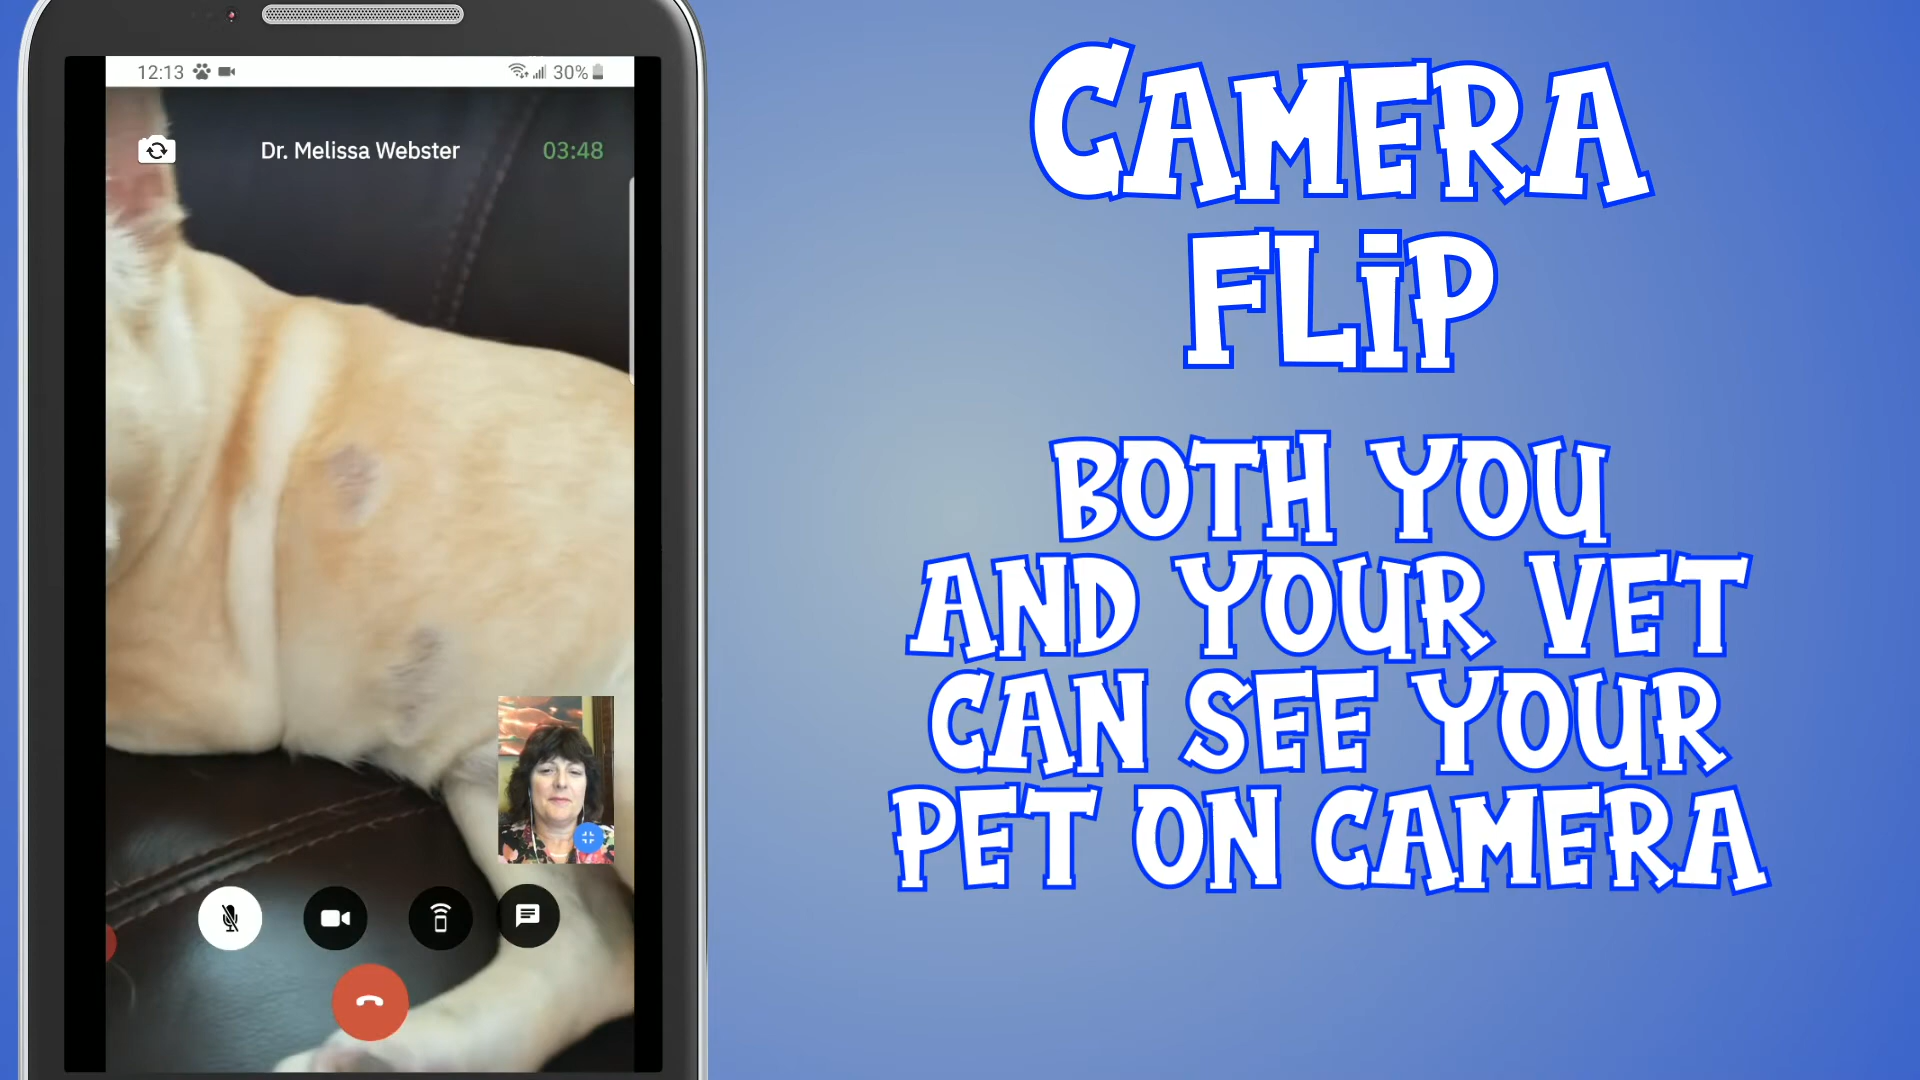 12:13
30%
Dr. Melissa Webster
03:48
CAMERA
FLiP
BOTH YOU
AND YOUR VET
CAN SEE YOUR
PET ON CAMERA